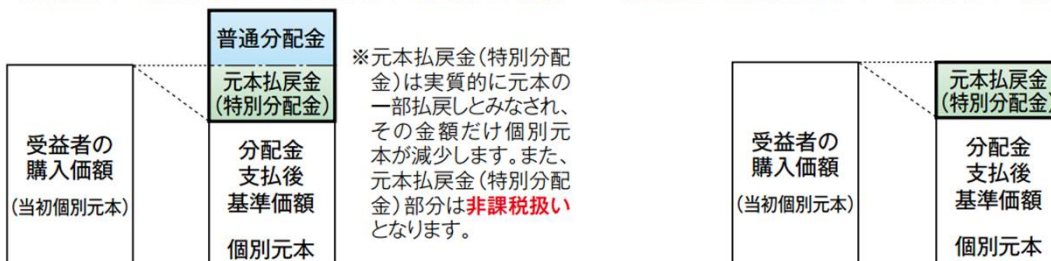 普通分配金
元本払戻金
(特別分配金)
受益者の
購入価額
(当初個別元本)
分配金
支払後
基準価額
個別元本
※元本払戻金(特別分配
金)は実質的に元本の
一部払戻しとみなされ、
その金額だけ個別元
本が減少します。また、
元本払戻金(特別分配
金)部分は非課税扱い
となります。
元本払戻金
(特別分配金)
受益者の
購入価額
(当初個別元本)
分配金
支払後
基準価額
個別元本